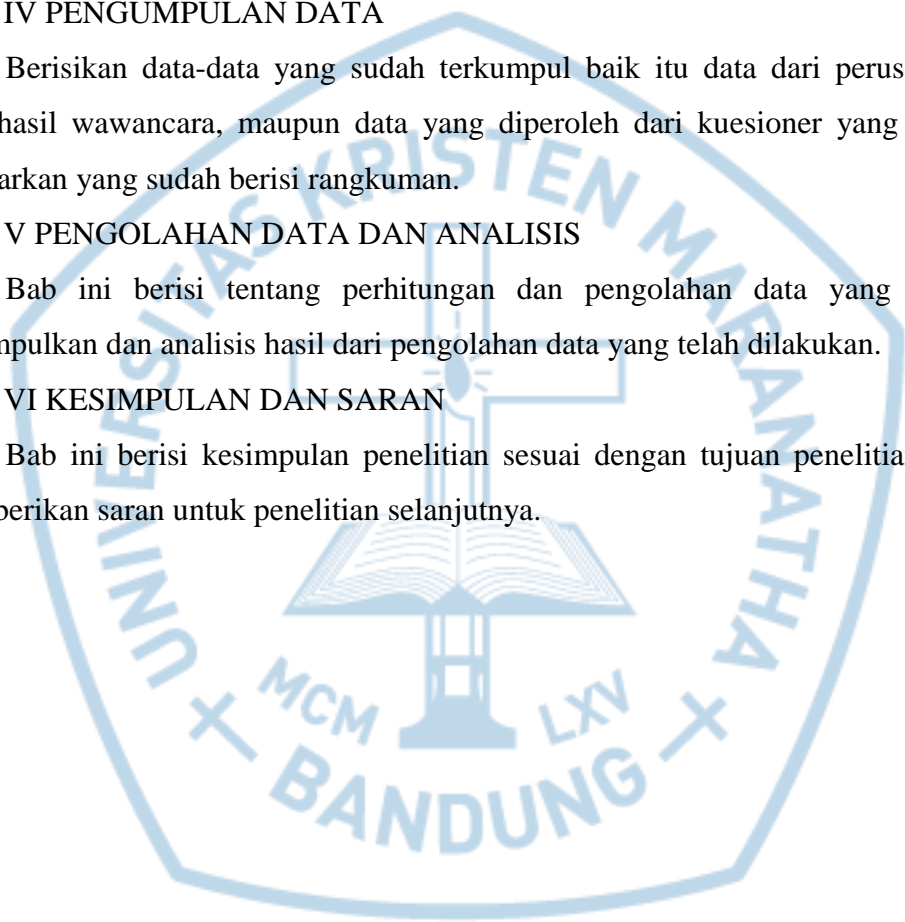 IV PENGUMPULAN DATA
Berisikan data-data yang sudah terkumpul baik itu data dari perus
hasil wawancara, maupun data yang diperoleh dari kuesioner yang
arkan yang sudah berisi rangkuman.
V PENGOLAHAN DATA DAN ANALISIS
Bab ini berisi tentang perhitungan dan pengolahan data yang
mpulkan dan analisis hasil dari pengolahan data yang telah dilakukan.
VI KESIMPULAN DAN SARAN
Bab ini berisi kesimpulan penelitian sesuai dengan tujuan penelitia
berikan saran untuk penelitian selanjutnya.
UNIVERSITAS KRISTEN MARANATHA
MCM LXV
BANDUNG